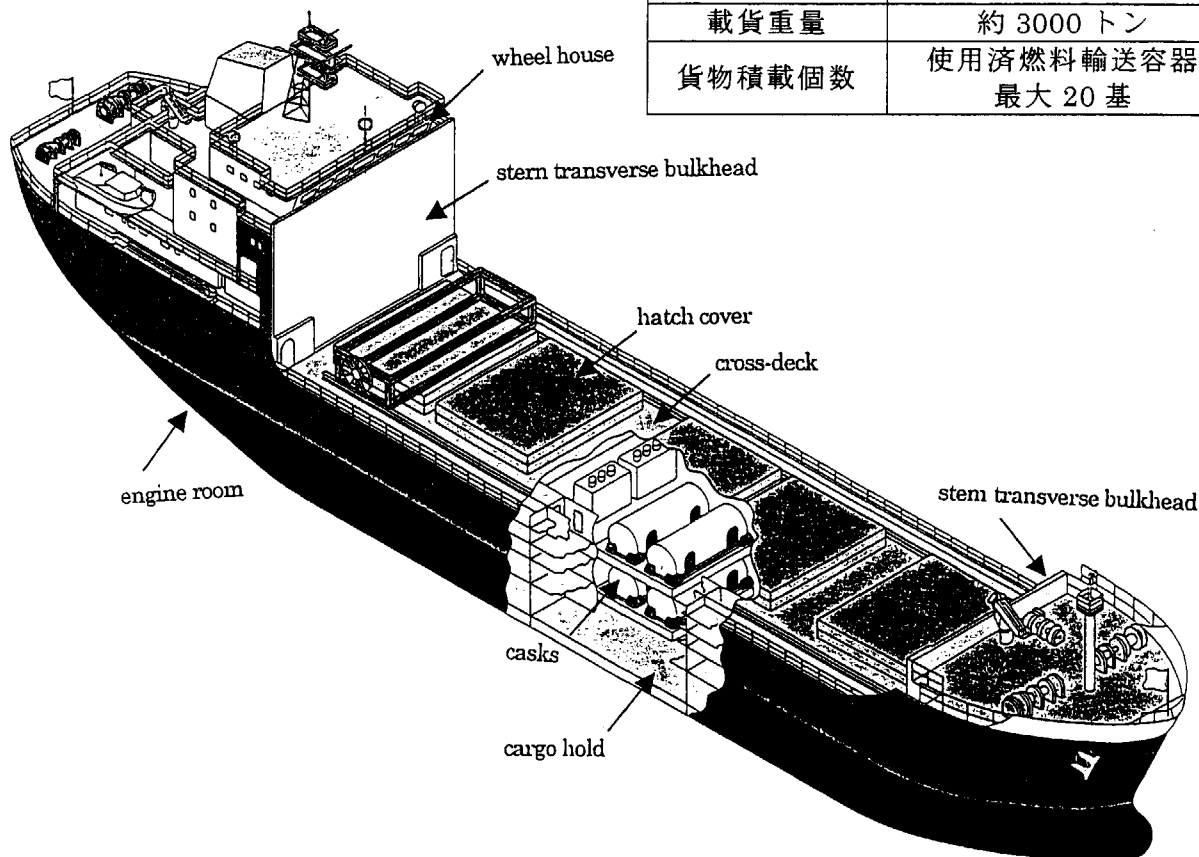 載貨重量 約 3000 トン
貨物積載個数 使用済燃料輸送容器
最大 20 基
wheel house
stern transverse bulkhead
hatch cover
cross-deck
engine room
stem transverse bulkhead
casks
cargo hold